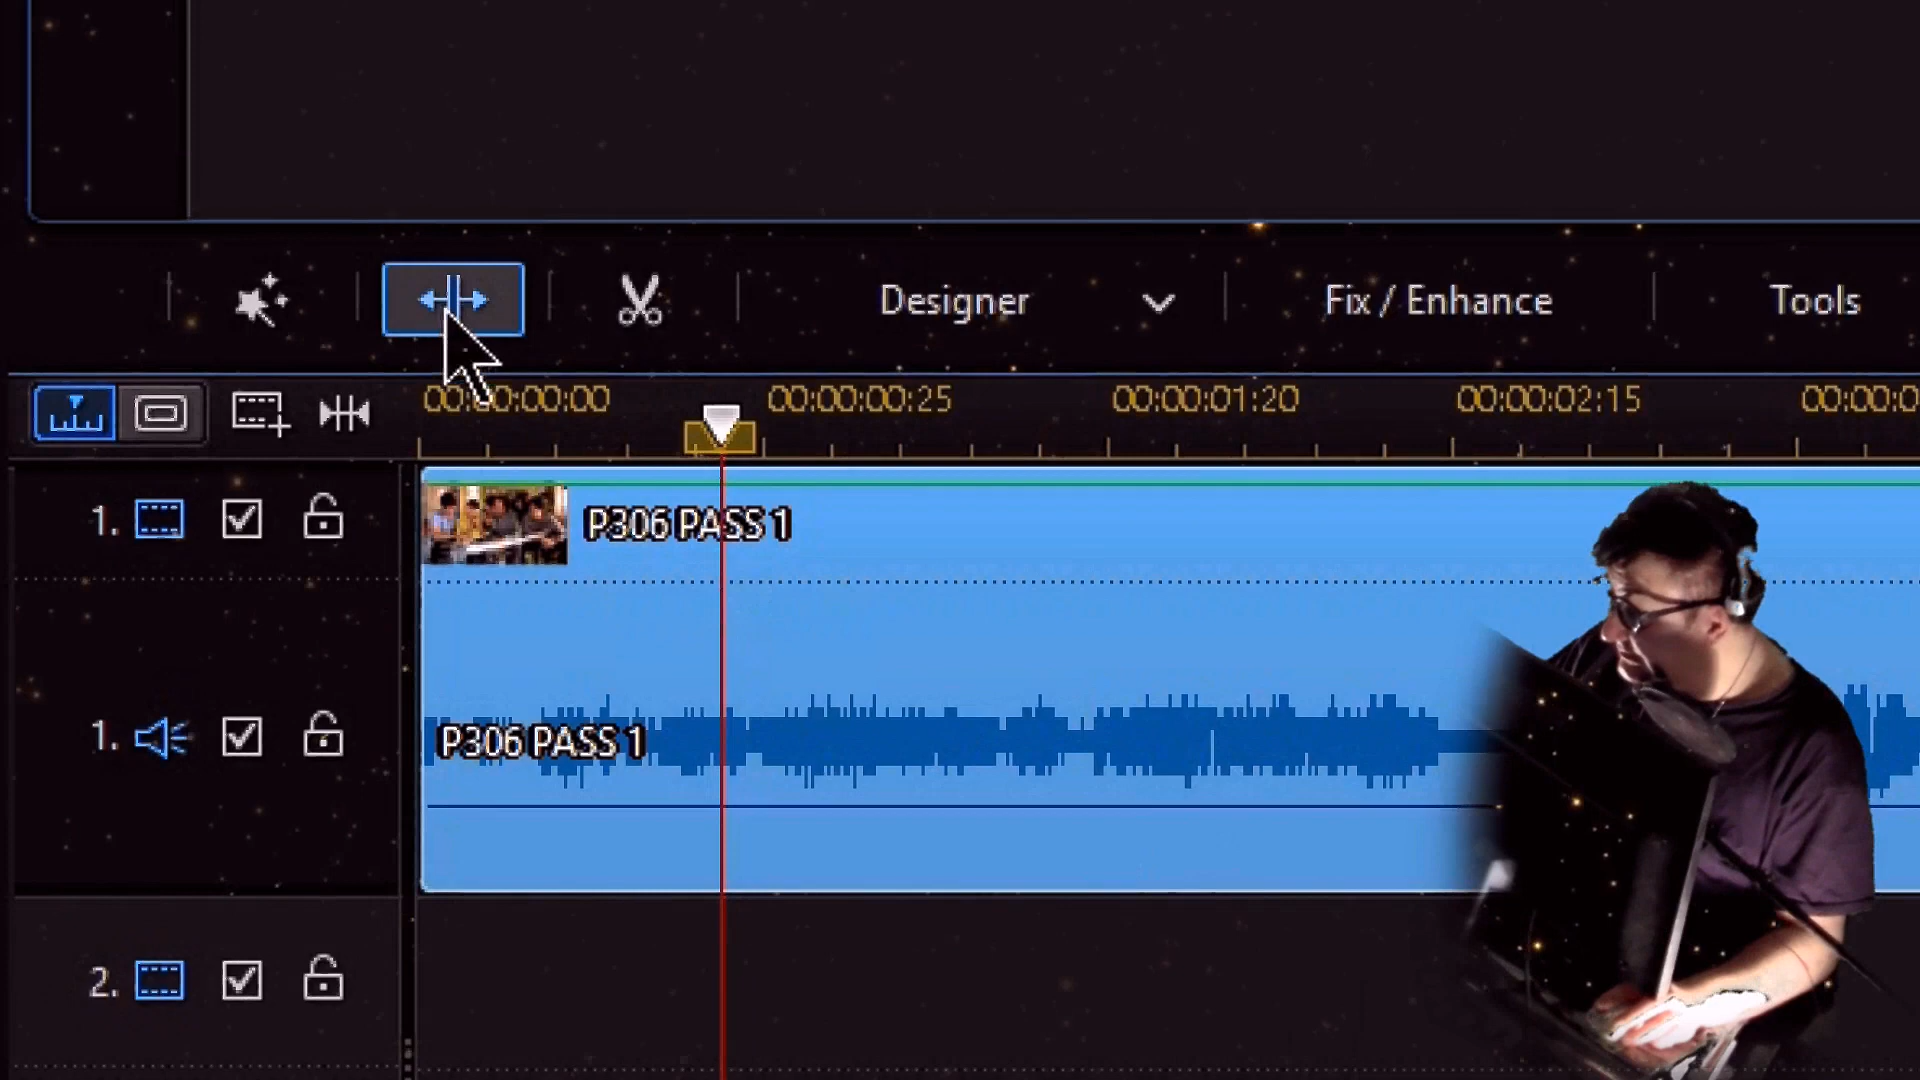 Designer Fix / Enhance Tools
00:00:00:00 00:00:00:25 00:00:01:20 00:00:02:15
1. P306 PASS 1
1. P306 PASS 1
2.